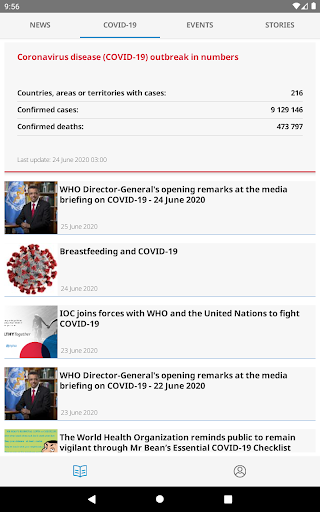 9:56
NEWS
COVID-19
EVENTS
STORIES
Coronavirus disease (COVID-19) outbreak in numbers
Countries, areas or territories with cases: 216
Confirmed cases: 9 129 146
Confirmed deaths: 473 797
Last update: 24 June 2020 03:00
WHO Director-General's opening remarks at the media
briefing on COVID-19 - 24 June 2020
25 June 2020
Breastfeeding and COVID-19
24 June 2020
IOC joins forces with WHO and the United Nations to fight
COVID-19
23 June 2020
WHO Director-General's opening remarks at the media
briefing on COVID-19 - 22 June 2020
23 June 2020
The World Health Organization reminds public to remain
vigilant through Mr Bean's Essential COVID-19 Checklist